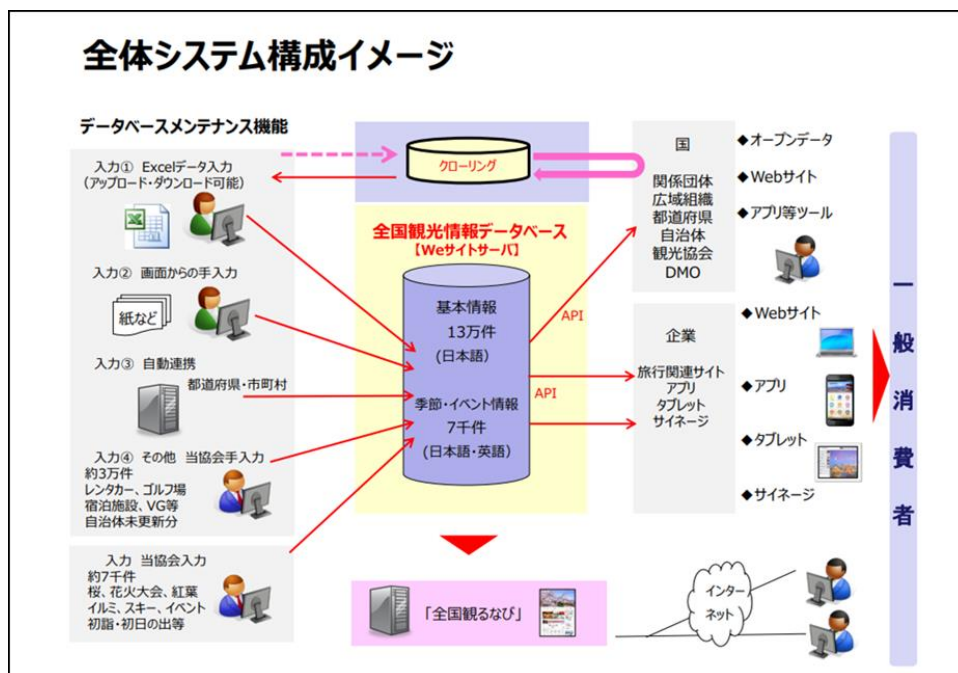 全体システム構成イメージ
データベースメンテナンス機能
入力① Excelデータ入力
(アップロード・ダウンロード可能)
入力② 画面からの手入力
紙など
入力③ 自動連携
都道府県・市町村
入力④ その他 当協会手入力
約3万件
レンタカー、ゴルフ場
宿泊施設、VG等
自治体未更新分
入力 当協会入力
約7千件
桜、花火大会、紅葉
イルミ、スキー、イベント
初詣・初日の出等
クローリング
全国観光情報データベース
【Weサイトサーバ】
基本情報
13万件
(日本語)
季節・イベント情報
7千件
(日本語・英語)
API
API
「全国観るなび」
国
関係団体
広域組織
都道府県
自治体
観光協会
DMO
◆オープンデータ
◆Webサイト
◆アプリ等ツール
企業
旅行関連サイト
アプリ
タブレット
サイネージ
◆Webサイト
◆アプリ
◆タブレット
◆サイネージ
インター
ネット
一般消費者